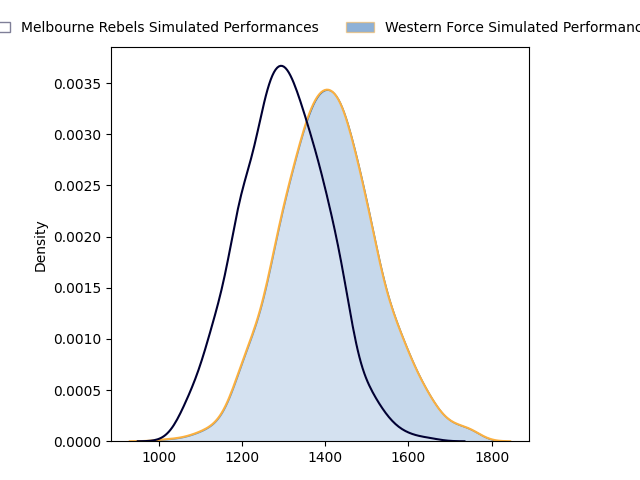 Melbourne Rebels Simulated Performances
Western Force Simulated Performanc
Density
0.0035
0.0030
0.0025
0.0020
0.0015
0.0010
0.0005
0.0000
1000 1200 1400 1600 1800